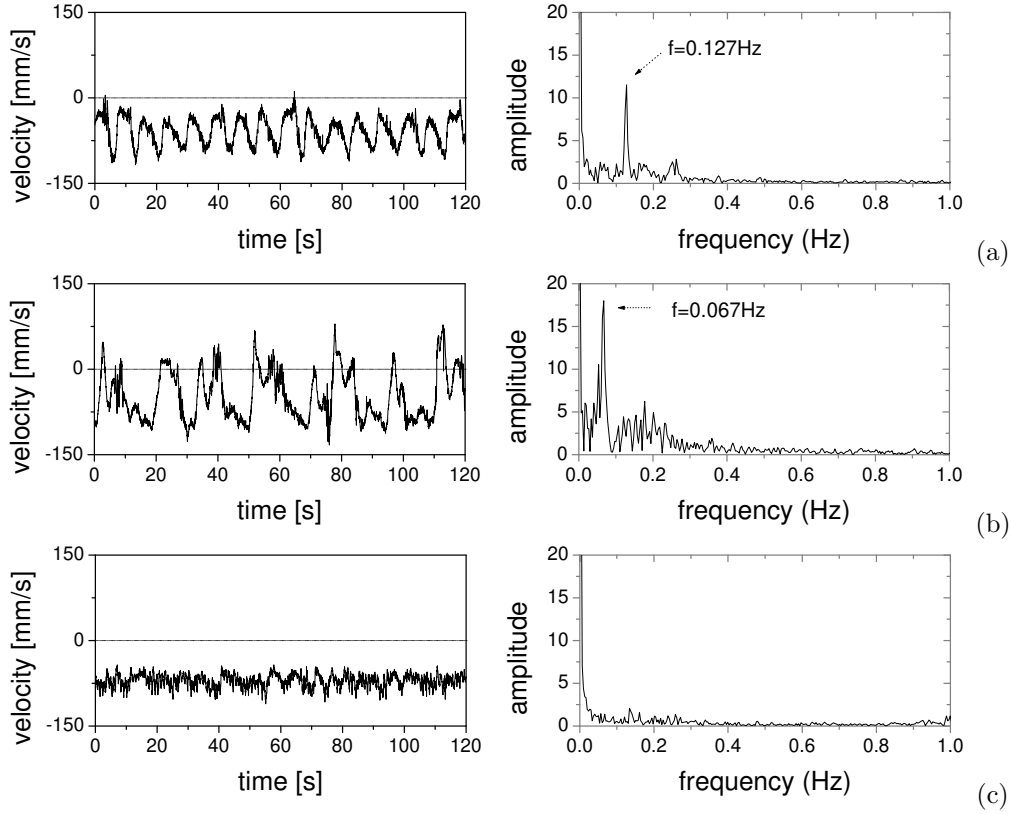 150
0
-150
velocity [mm/s]
0 20 40 60 80 100 120
time [s]
20
15
10
5
0
amplitude
f=0.127Hz
0.0 0.2 0.4 0.6 0.8 1.0
frequency (Hz)
(a)
150
0
-150
velocity [mm/s]
0 20 40 60 80 100 120
time [s]
20
15
10
5
0
amplitude
f=0.067Hz
0.0 0.2 0.4 0.6 0.8 1.0
frequency (Hz)
(b)
150
0
-150
velocity [mm/s]
0 20 40 60 80 100 120
time [s]
20
15
10
5
0
amplitude
0.0 0.2 0.4 0.6 0.8 1.0
frequency (Hz)
(c)